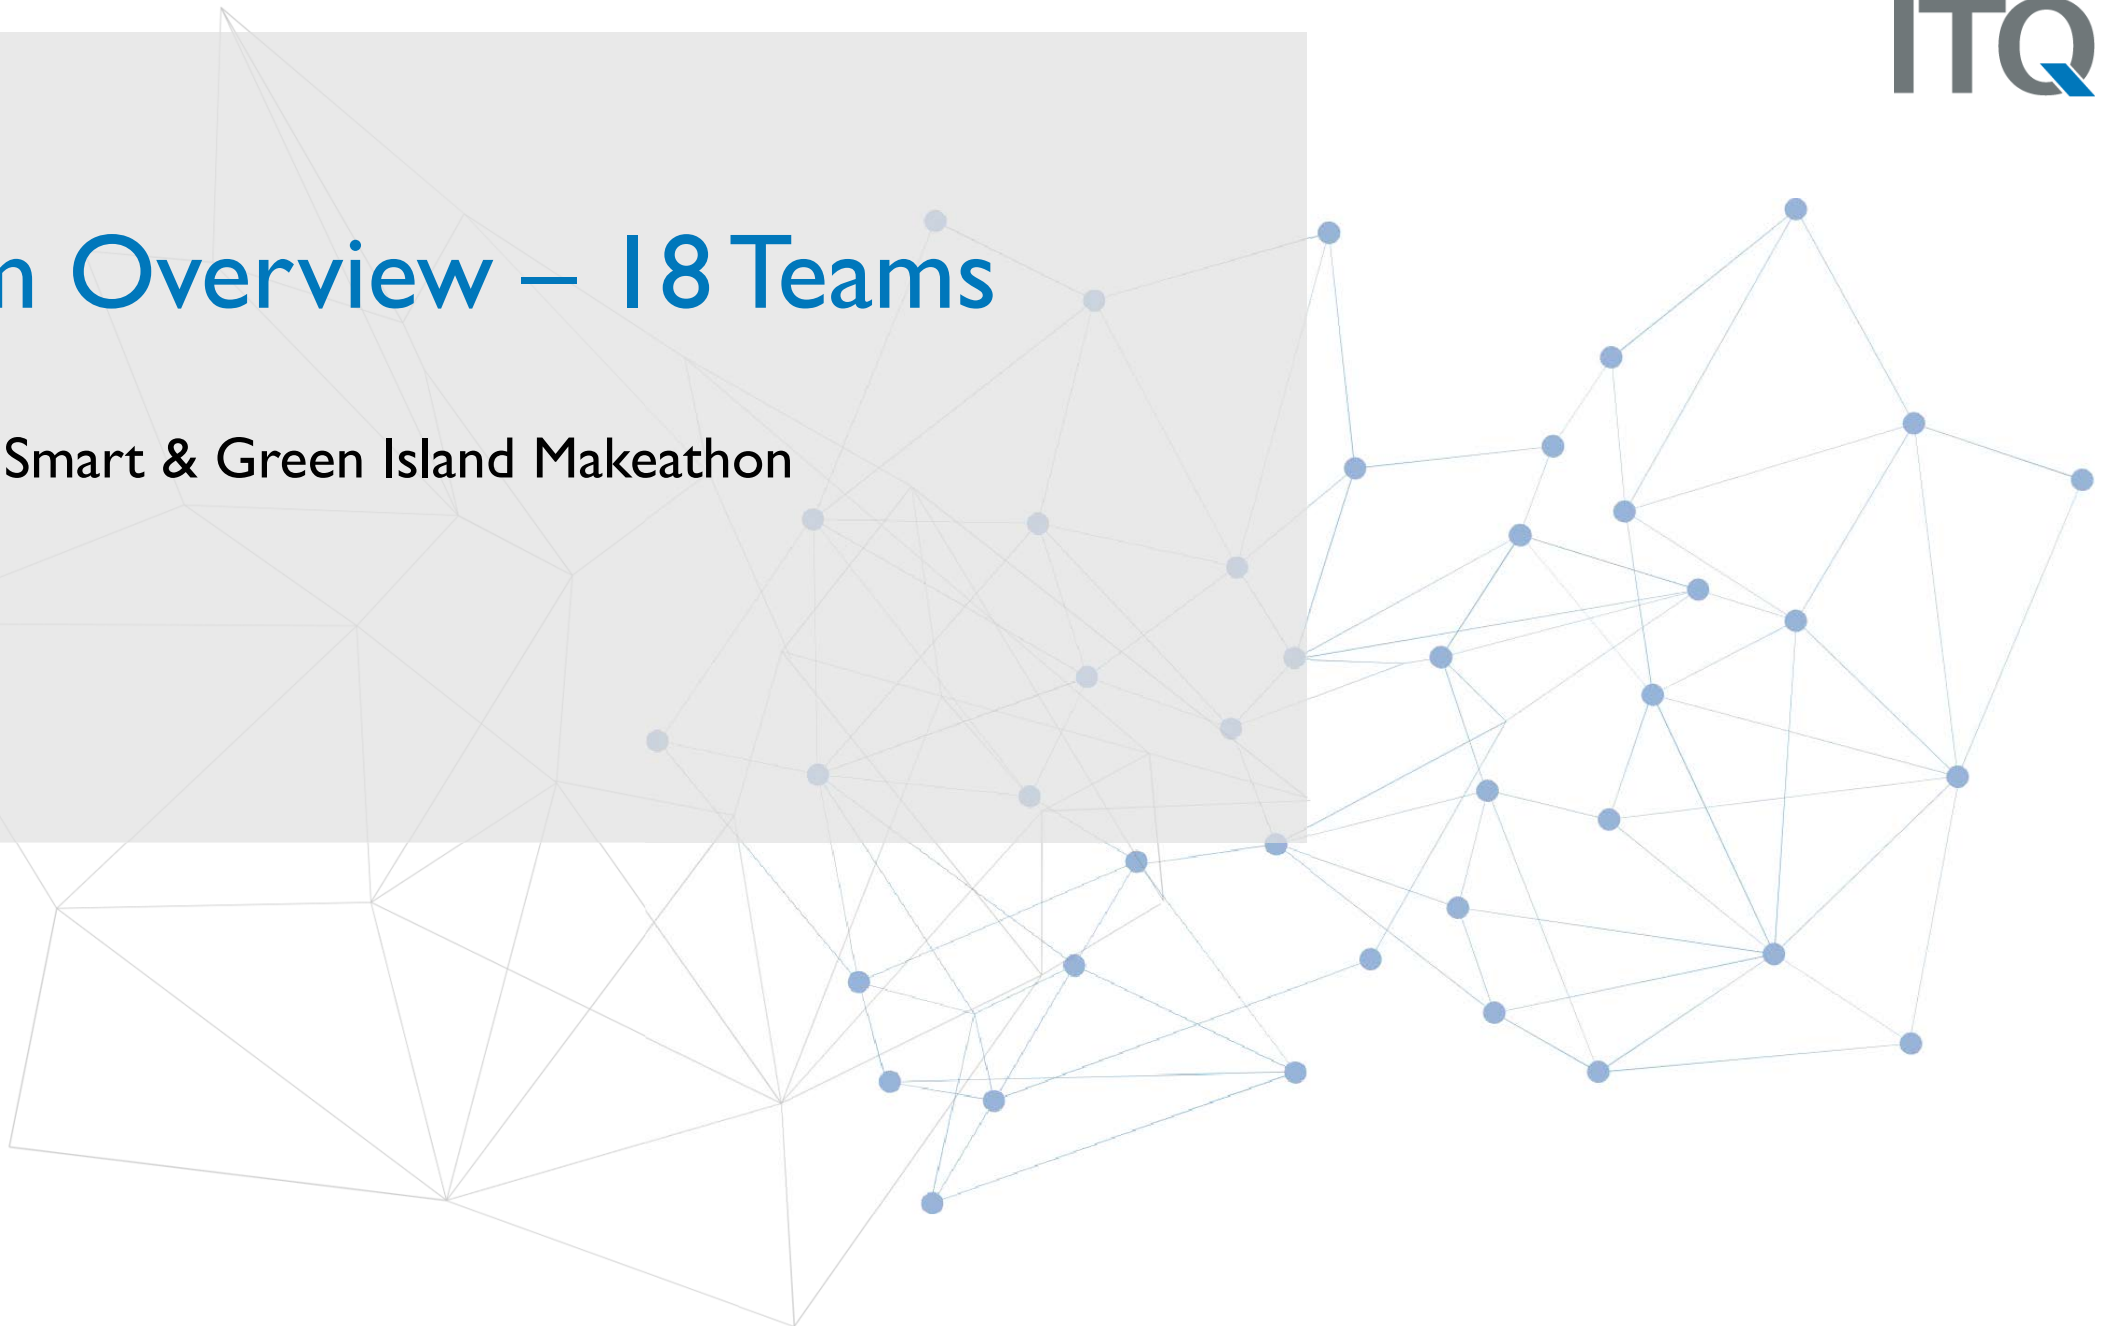 ITQ
n Overview – 18 Teams
Smart & Green Island Makeathon